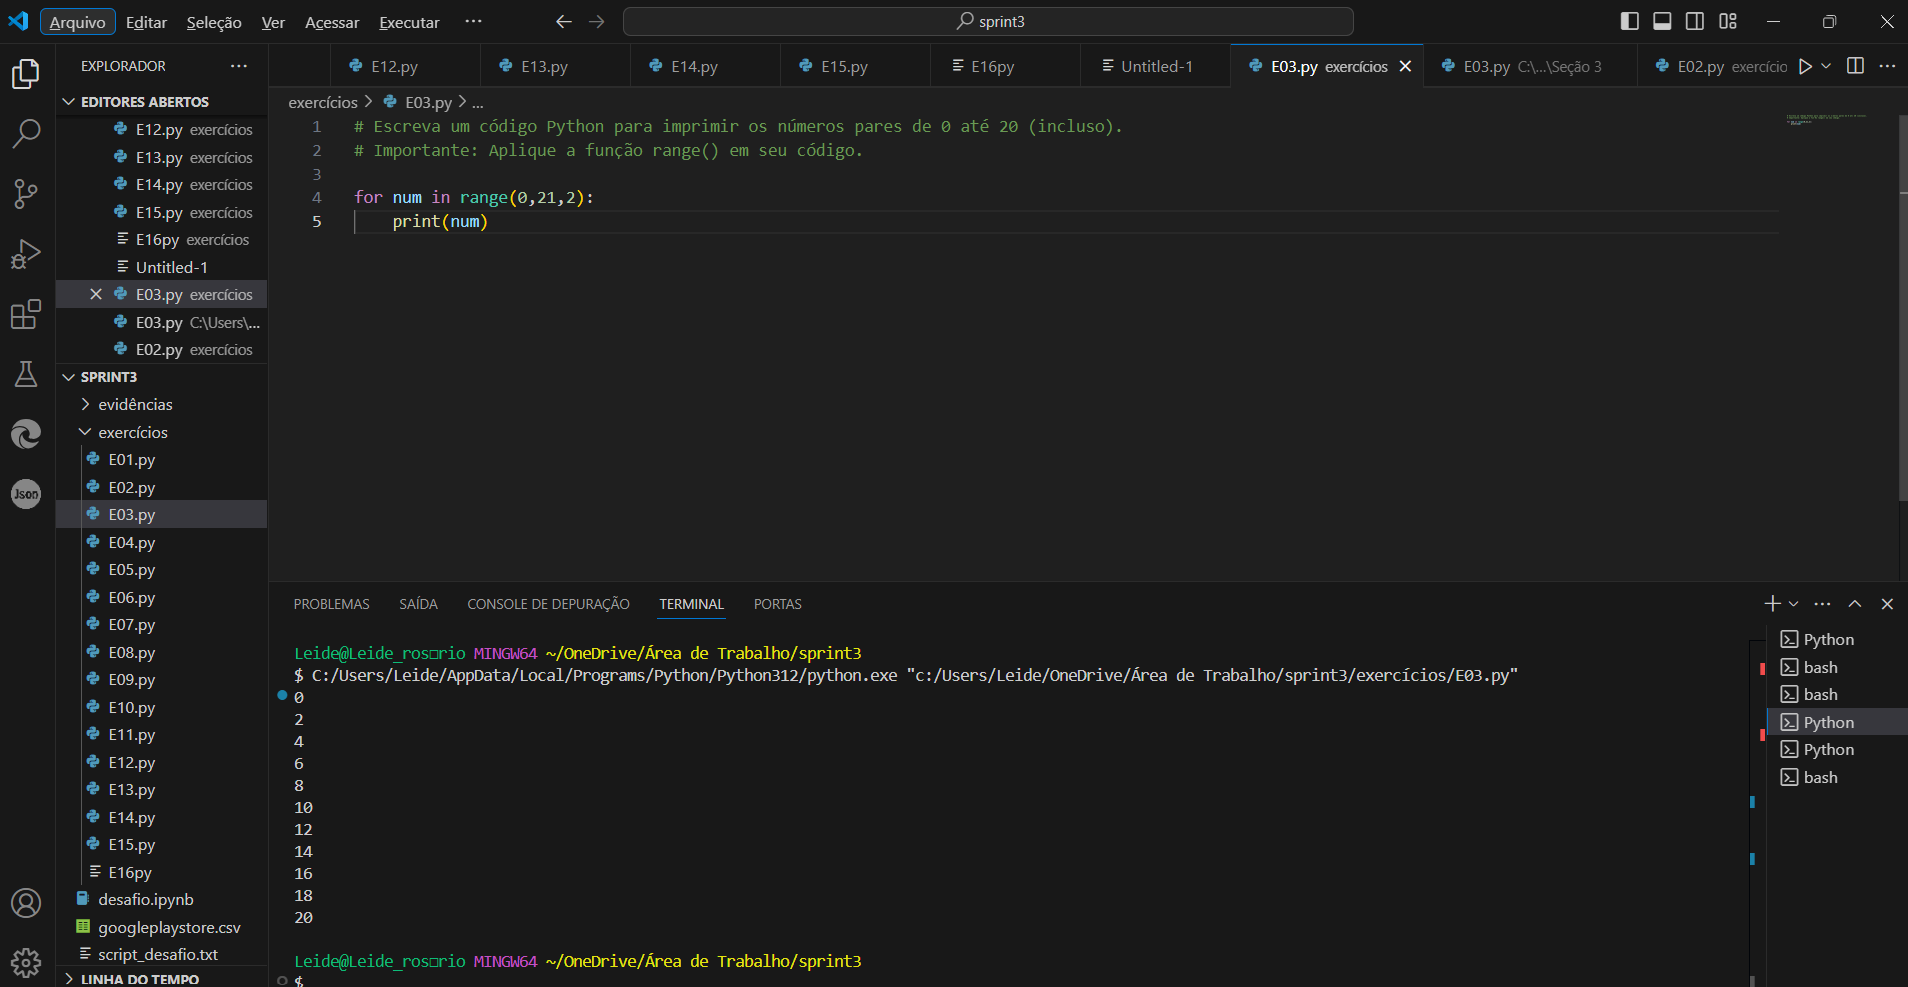 Arquivo Editar Seleção Ver Acessar Executar ··· sprint3
EXPLORADOR ···
EDITORES ABERTOS
E12.py exercícios
E13.py exercícios
E14.py exercícios
E15.py exercícios
E16py exercícios
Untitled-1
E03.py exercícios
E03.py C:\Users\...
E02.py exercícios
SPRINT3
evidências
exercícios
E01.py
E02.py
E03.py
E04.py
E05.py
E06.py
E07.py
E08.py
E09.py
E10.py
E11.py
E12.py
E13.py
E14.py
E15.py
E16py
desafio.ipynb
googleplaystore.csv
script_desafio.txt
LINHA DO TEMPO
Json
E12.py E13.py E14.py E15.py E16py Untitled-1 E03.py exercícios E03.py C:\...\Seção 3 E02.py exercício
exercícios > E03.py > ...
1 # Escreva um código Python para imprimir os números pares de 0 até 20 (incluso).
2 # Importante: Aplique a função range() em seu código.
3
4 for num in range(0,21,2):
5 print(num)
PROBLEMAS SAÍDA CONSOLE DE DEPURAÇÃO TERMINAL PORTAS
Leide@Leide_ros□rio MINGW64 ~/OneDrive/Área de Trabalho/sprint3
$ C:/Users/Leide/AppData/Local/Programs/Python/Python312/python.exe "c:/Users/Leide/OneDrive/Área de Trabalho/sprint3/exercícios/E03.py"
0
2
4
6
8
10
12
14
16
18
20
Leide@Leide_ros□rio MINGW64 ~/OneDrive/Área de Trabalho/sprint3
$
Python
bash
bash
Python
Python
bash